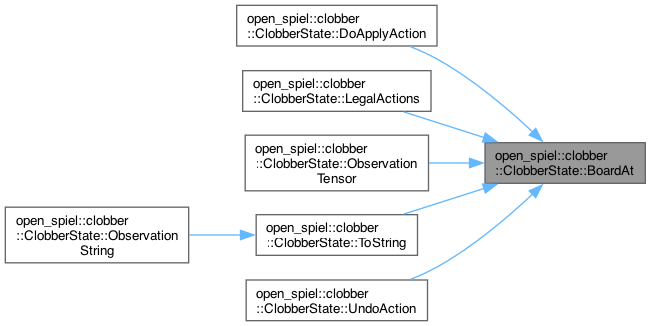 open_spiel::clobber
::ClobberState::DoApplyAction
open_spiel::clobber
::ClobberState::LegalActions
open_spiel::clobber
::ClobberState::Observation
Tensor
open_spiel::clobber
::ClobberState::BoardAt
open_spiel::clobber
::ClobberState::Observation
String
open_spiel::clobber
::ClobberState::ToString
open_spiel::clobber
::ClobberState::UndoAction